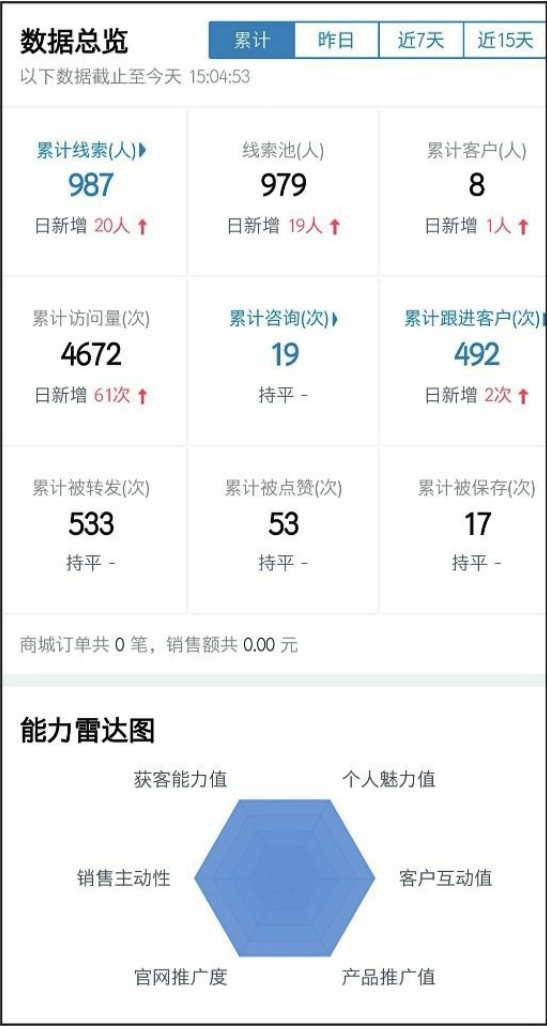 数据总览 累计 昨日 近7天 近15天
以下数据截止至今天 15:04:53
累计线索(人) 线索池(人) 累计客户(人)
987 979 8
日新增 20人 ↑ 日新增 19人 ↑ 日新增 1人 ↑
累计访问量(次) 累计咨询(次) 累计跟进客户(次)
4672 19 492
日新增 61次 ↑ 持平 - 日新增 2次 ↑
累计被转发(次) 累计被点赞(次) 累计被保存(次)
533 53 17
持平 - 持平 - 持平 -
商城订单共 0 笔，销售额共 0.00 元
能力雷达图
获客能力值 个人魅力值
销售主动性 客户互动值
官网推广度 产品推广值